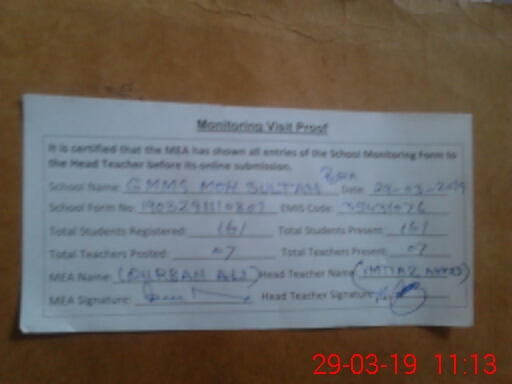 Monitoring Visit Proof
It is certified that the MEA has shown all entries of the School Monitoring Form to
the Head Teacher before its online submission.
School Name: GMMS MOH SULTAN Date: 29-03-2019
School Form No: EMIS Code:
Total Students Registered: 161 Total Students Present: 161
Total Teachers Posted: 07 Total Teachers Present: 07
MEA Name: (QURBAN ALI) Head Teacher Name: (IMTIAZ AHMED)
MEA Signature: Head Teacher Signature:
29-03-19 11:13